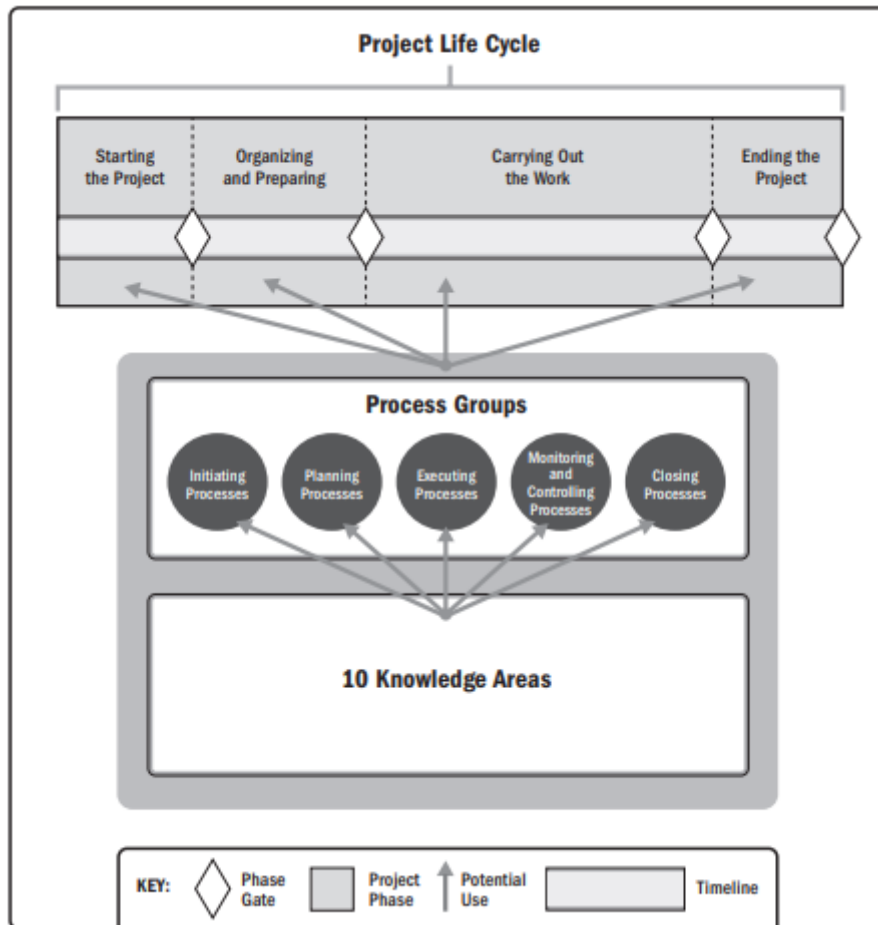 Project Life Cycle
Starting
the Project
Organizing
and Preparing
Carrying Out
the Work
Ending the
Project
Process Groups
Initiating
Processes
Planning
Processes
Executing
Processes
Monitoring
and
Controlling
Processes
Closing
Processes
10 Knowledge Areas
KEY:
Phase
Gate
Project
Phase
Potential
Use
Timeline